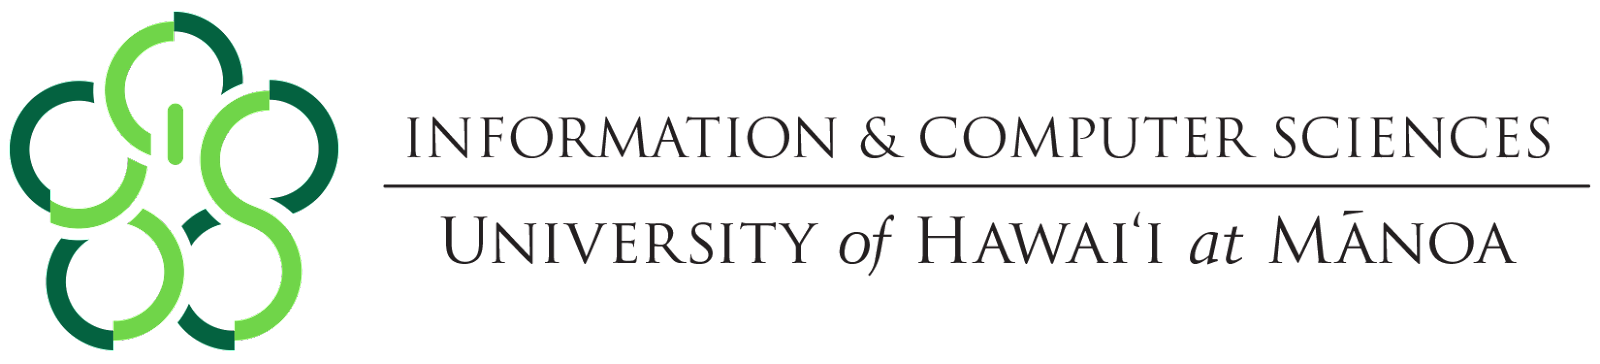 INFORMATION & COMPUTER SCIENCES
UNIVERSITY of HAWAIʻI at MĀNOA